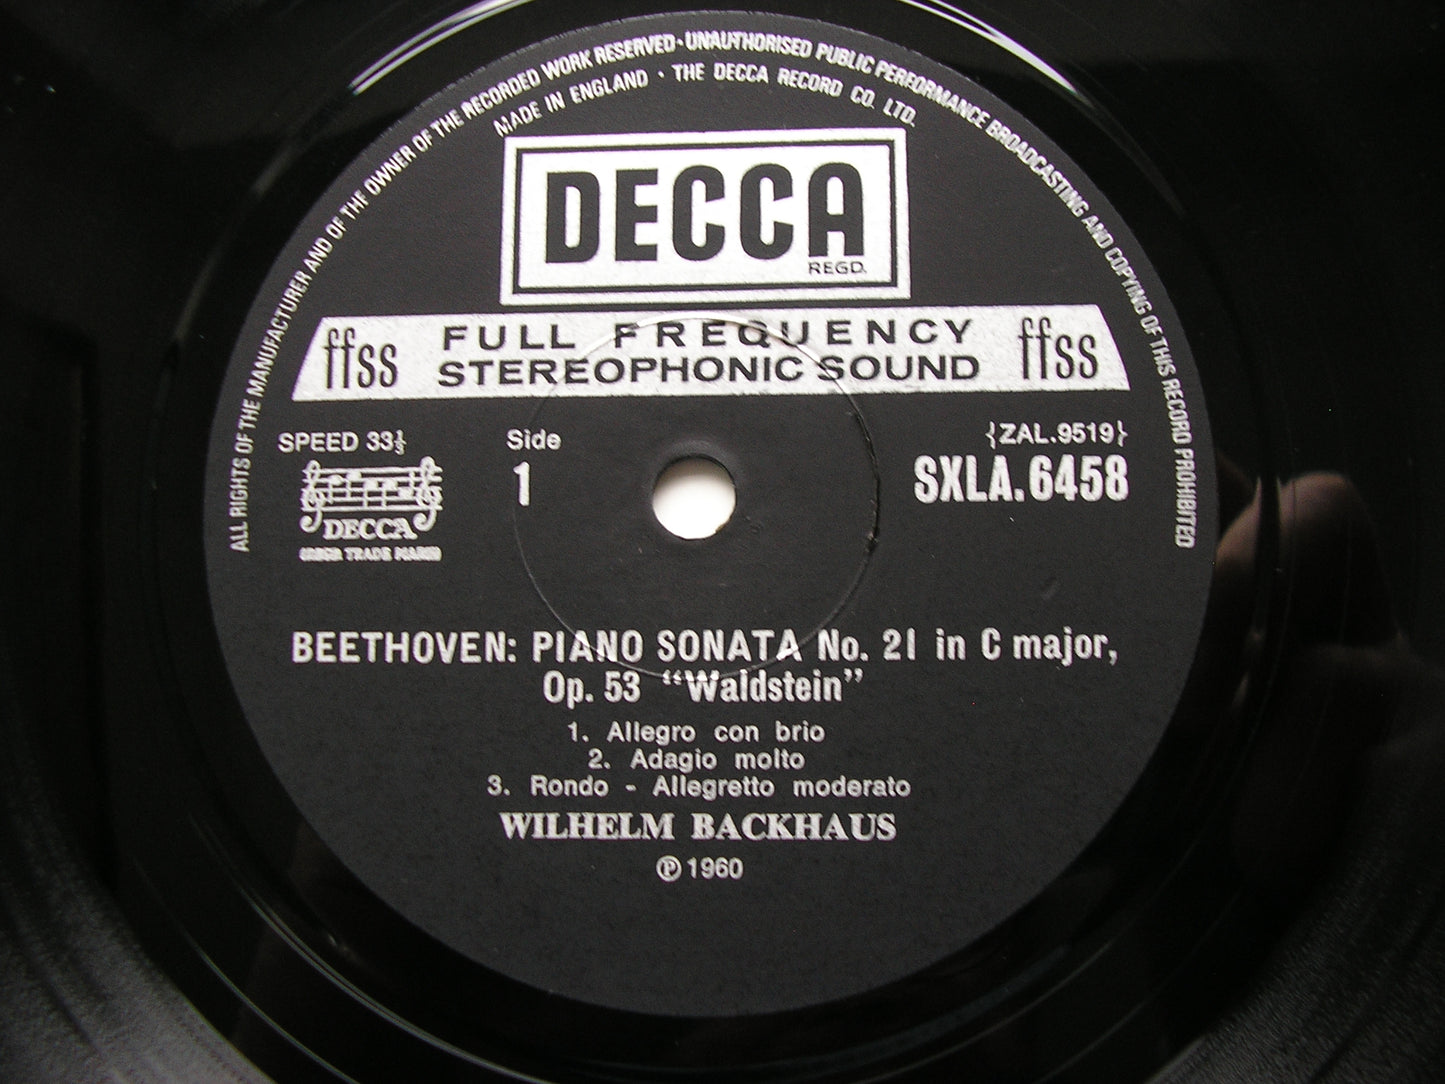 ALL RIGHTS OF THE MANUFACTURER AND OF THE OWNER OF THE RECORDED WORK RESERVED · UNAUTHORISED PUBLIC PERFORMANCE BROADCASTING AND COPYING OF THIS RECORD PROHIBITED
MADE IN ENGLAND · THE DECCA RECORD CO. LTD.
DECCA
REGD.
ffss FULL FREQUENCY ffss
STEREOPHONIC SOUND
SPEED 33⅓ Side {ZAL.9519}
1 SXLA.6458
DECCA
TRADE
BEETHOVEN: PIANO SONATA No. 21 in C major,
Op. 53 “Waldstein”
1. Allegro con brio
2. Adagio molto
3. Rondo - Allegretto moderato
WILHELM BACKHAUS
℗ 1960